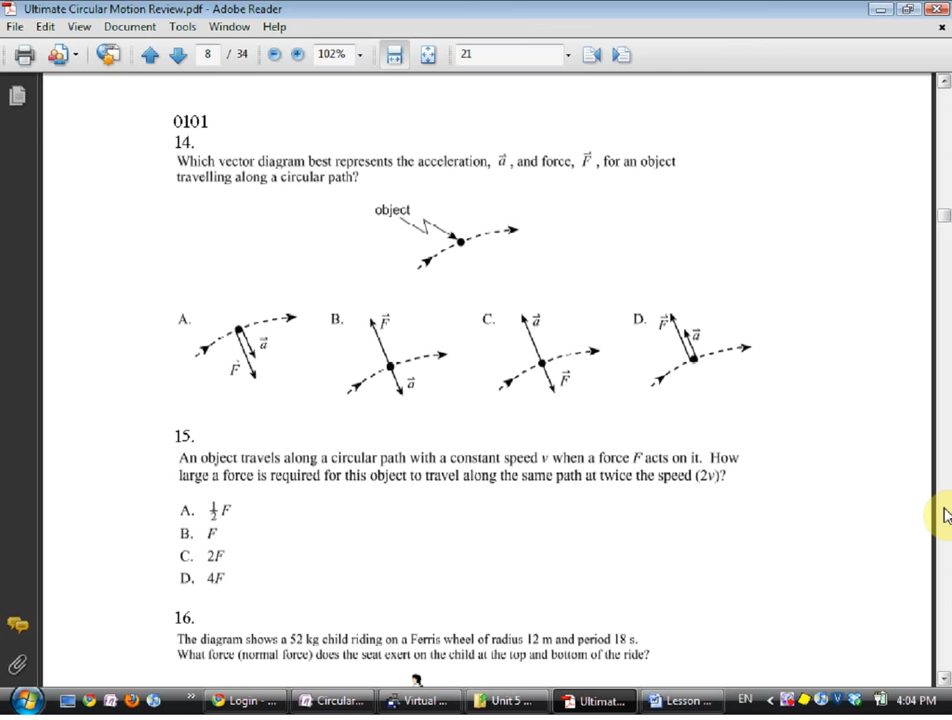 Ultimate Circular Motion Review.pdf - Adobe Reader
File Edit View Document Tools Window Help
8 / 34 102% 21
0101
14.
Which vector diagram best represents the acceleration, a⃗ , and force, F⃗ , for an object
travelling along a circular path?
object
A. B. C. D.
F⃗ a⃗ F⃗ a⃗
a⃗ F⃗
F⃗ a⃗
15.
An object travels along a circular path with a constant speed v when a force F acts on it. How
large a force is required for this object to travel along the same path at twice the speed (2v)?
A. ½ F
B. F
C. 2F
D. 4F
16.
The diagram shows a 52 kg child riding on a Ferris wheel of radius 12 m and period 18 s.
What force (normal force) does the seat exert on the child at the top and bottom of the ride?
» Login - ... Circular... Virtual ... Unit 5 ... Ultimat... Lesson ... EN 4:04 PM